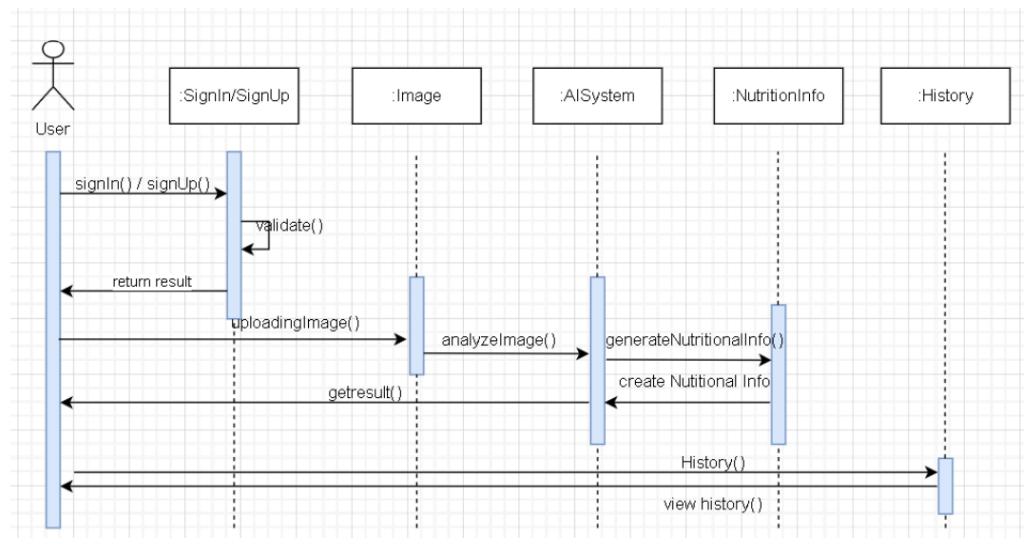 :SignIn/SignUp
:Image
:AISystem
:NutritionInfo
:History
User
signIn() / signUp()
validate()
return result
uploadingImage()
analyzeImage()
generateNutritionalInfo()
create Nutitional Info
getresult()
History()
view history()